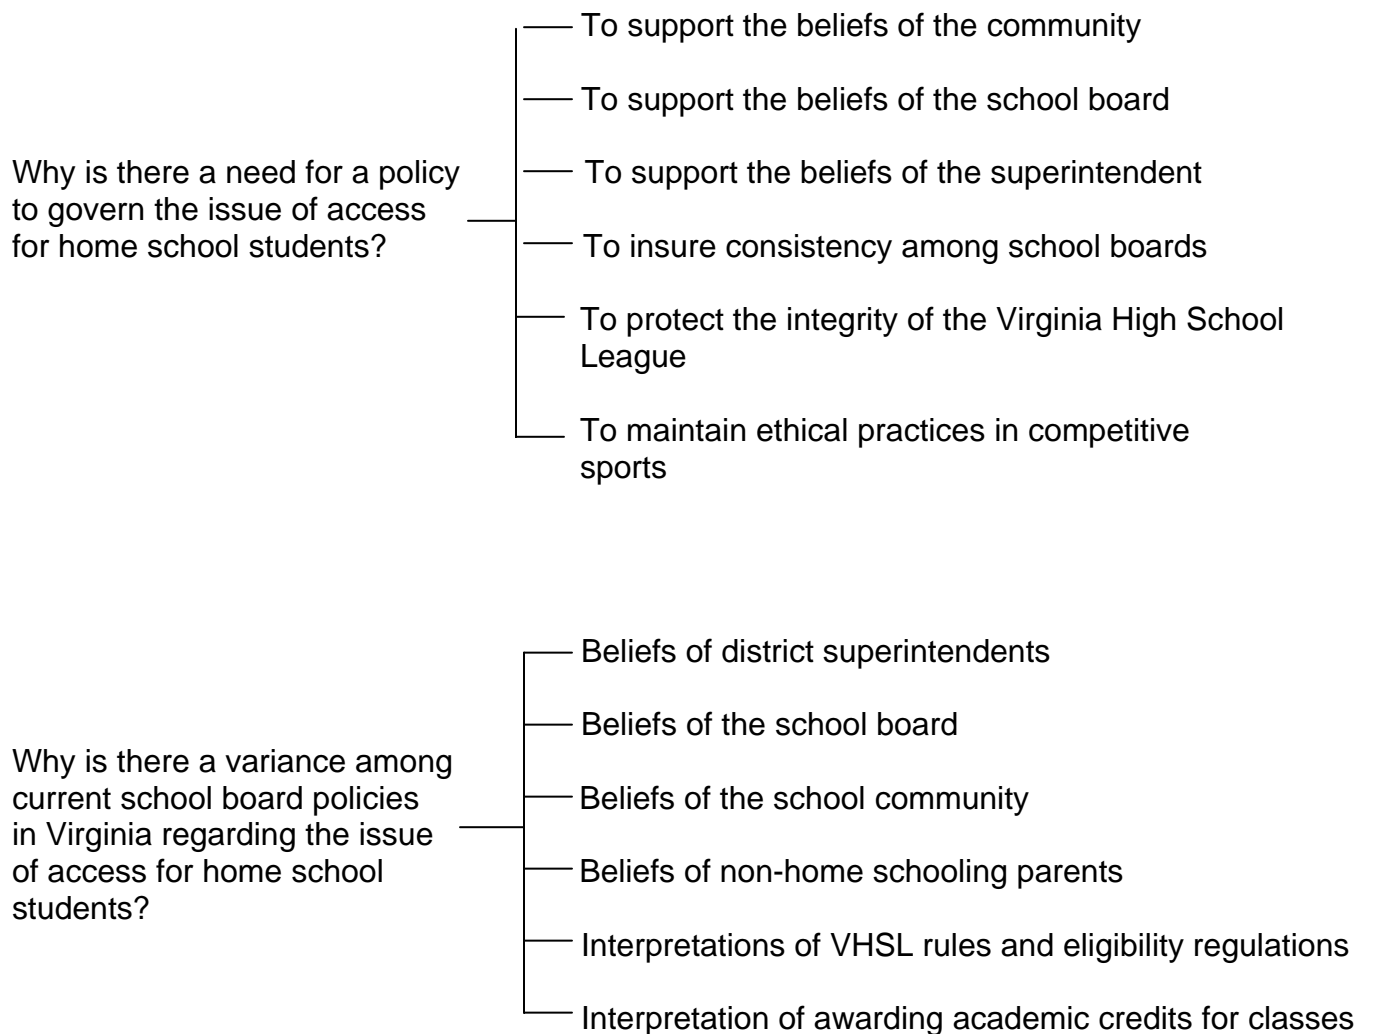 To support the beliefs of the community
To support the beliefs of the school board
Why is there a need for a policy
to govern the issue of access
for home school students?
To support the beliefs of the superintendent
To insure consistency among school boards
To protect the integrity of the Virginia High School
League
To maintain ethical practices in competitive
sports
Beliefs of district superintendents
Beliefs of the school board
Why is there a variance among
current school board policies
in Virginia regarding the issue
of access for home school
students?
Beliefs of the school community
Beliefs of non-home schooling parents
Interpretations of VHSL rules and eligibility regulations
Interpretation of awarding academic credits for classes